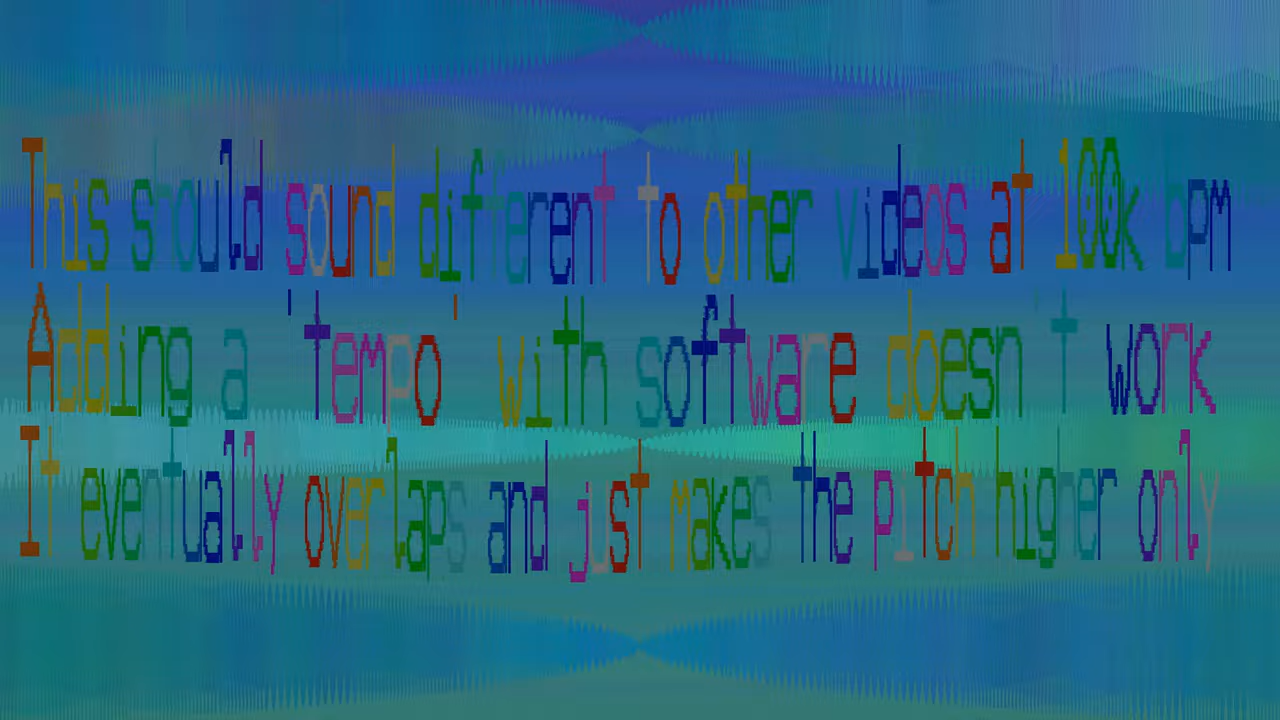 This should sound different to other videos at 100k bpm
Adding a 'tempo' with software doesn't work
It eventually overlaps and just makes the pitch higher only